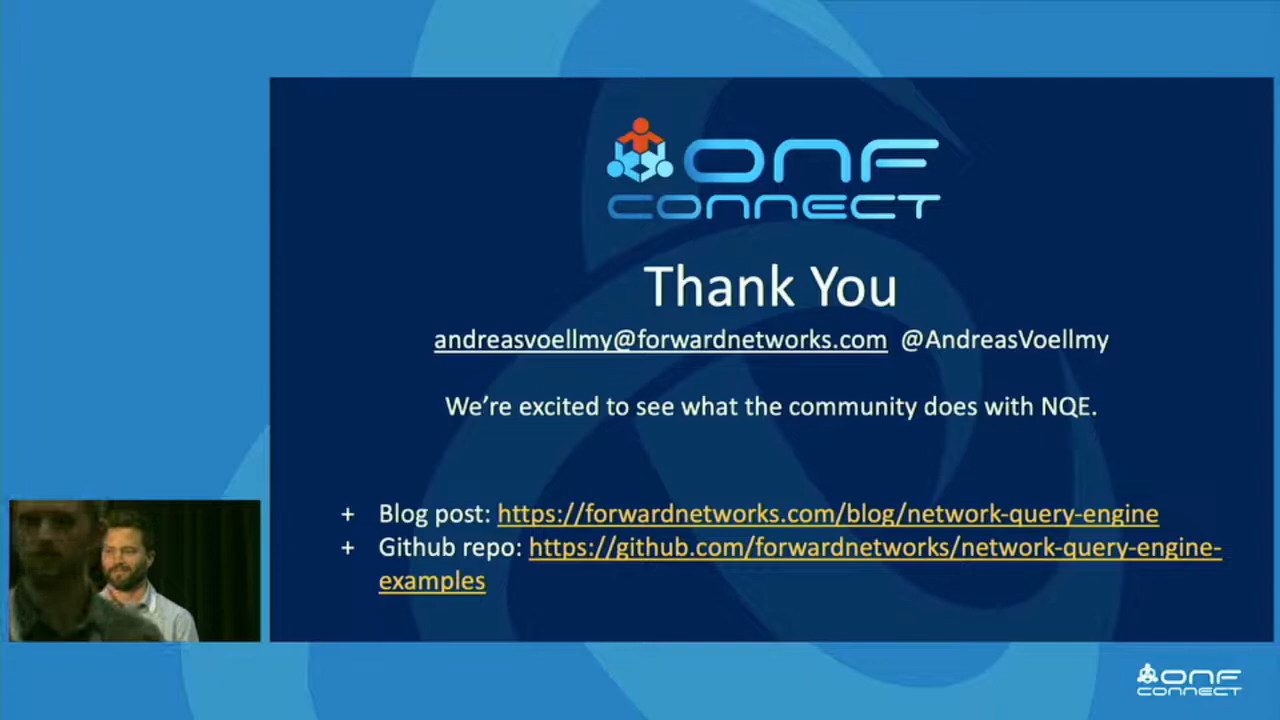 ONF
CONNECT
Thank You
andreasvoellmy@forwardnetworks.com @AndreasVoellmy
We’re excited to see what the community does with NQE.
+ Blog post: https://forwardnetworks.com/blog/network-query-engine
+ Github repo: https://github.com/forwardnetworks/network-query-engine-
examples
ONF
CONNECT